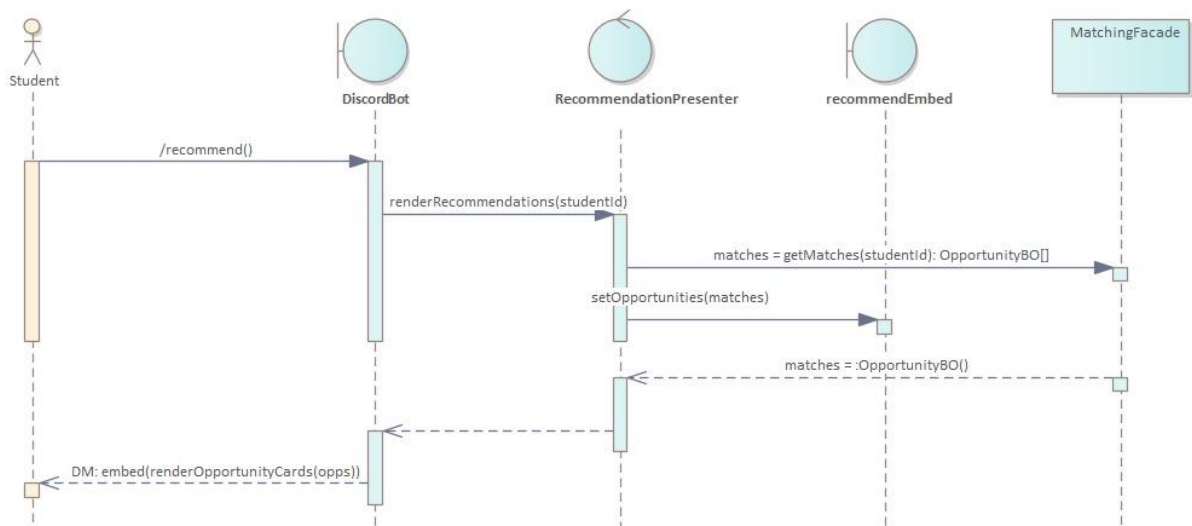 MatchingFacade
Student
DiscordBot
RecommendationPresenter
recommendEmbed
/recommend()
renderRecommendations(studentId)
matches = getMatches(studentId): OpportunityBO[]
setOpportunities(matches)
matches = :OpportunityBO()
DM: embed(renderOpportunityCards(opps))